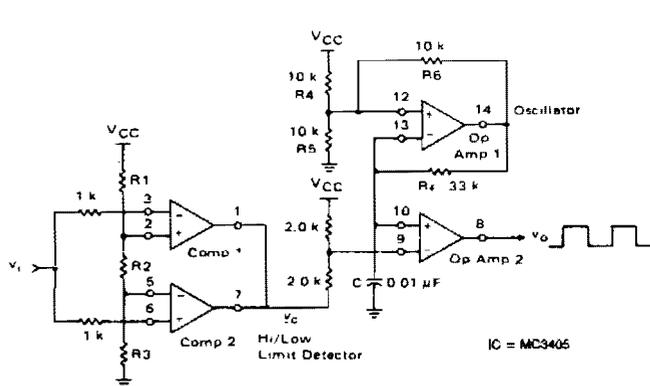 VCC
10 k
R6
10 k
R4
12
14
Oscillator
13
Op
Amp 1
10 k
R5
VCC
VCC
Rf 33 k
R1
1 k
3
1
2
2.0 k
10
8
vO
9
Op Amp 2
Comp 1
vI
R2
2.0 k
C
0.01 µF
5
7
6
vC
1 k
R3
Comp 2
Hi/Low
Limit Detector
IC = MC3405